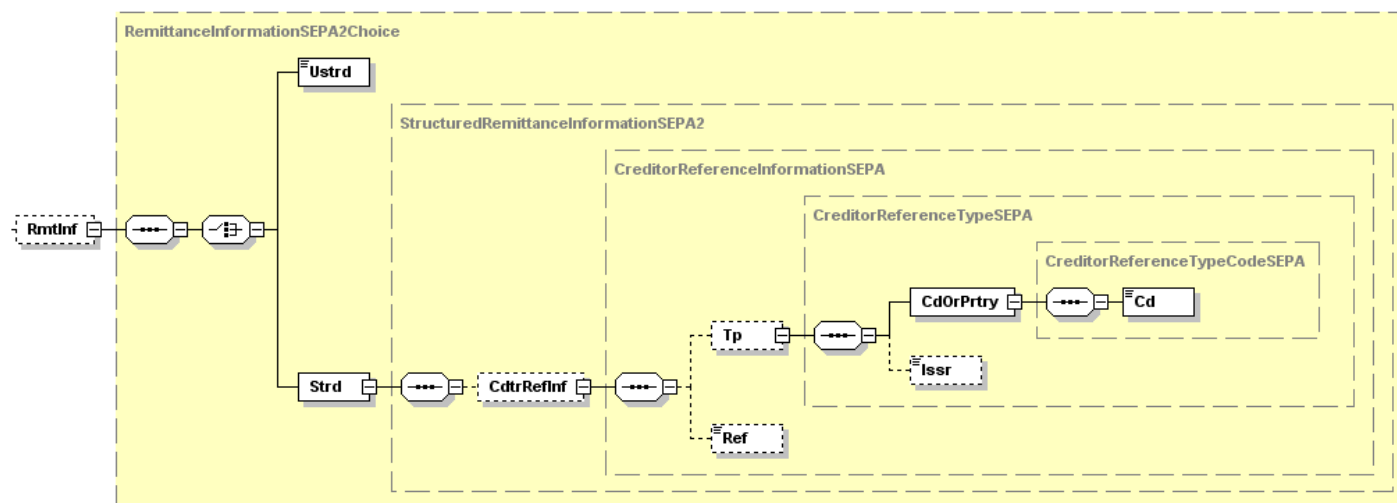 RemittanceInformationSEPA2Choice
Ustrd
StructuredRemittanceInformationSEPA2
CreditorReferenceInformationSEPA
CreditorReferenceTypeSEPA
RmtInf
CreditorReferenceTypeCodeSEPA
CdOrPrtry
Cd
Tp
Issr
Strd
CdtrRefInf
Ref